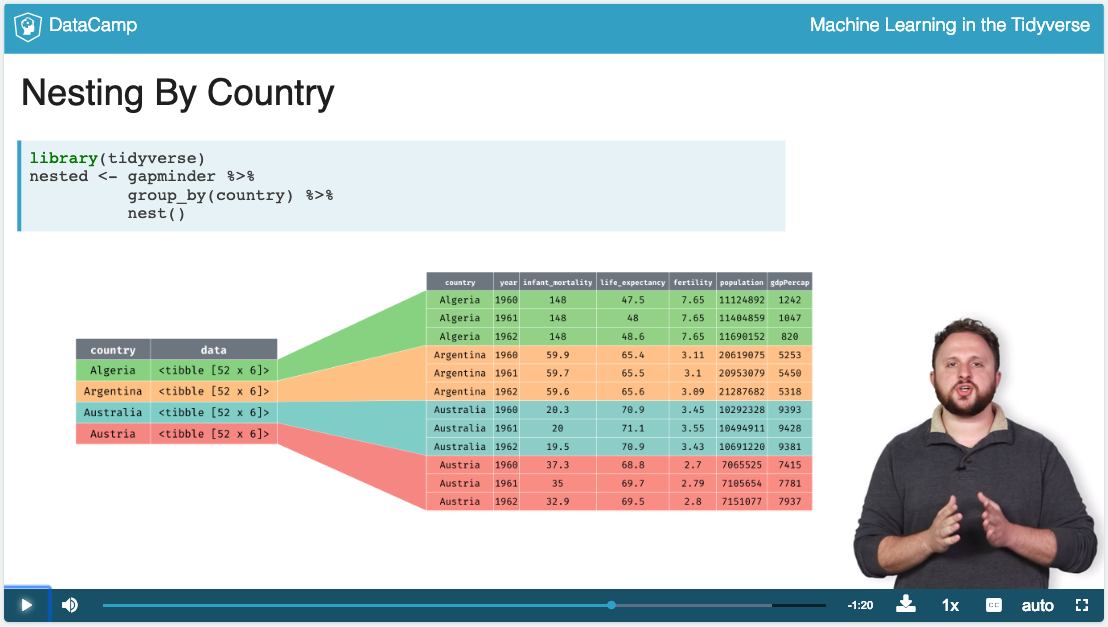 DataCamp
Machine Learning in the Tidyverse
Nesting By Country
library(tidyverse)
nested <- gapminder %>%
group_by(country) %>%
nest()
country year infant_mortality life_expectancy fertility population gdpPercap
Algeria 1960 148 47.5 7.65 11124892 1242
Algeria 1961 148 48 7.65 11404859 1047
Algeria 1962 148 48.6 7.65 11690152 820
Argentina 1960 59.9 65.4 3.11 20619075 5253
Argentina 1961 59.7 65.5 3.1 20953079 5450
Argentina 1962 59.6 65.6 3.09 21287682 5318
Australia 1960 20.3 70.9 3.45 10292328 9393
Australia 1961 20 71.1 3.55 10494911 9428
Australia 1962 19.5 70.9 3.43 10691220 9381
Austria 1960 37.3 68.8 2.7 7065525 7415
Austria 1961 35 69.7 2.79 7105654 7781
Austria 1962 32.9 69.5 2.8 7151077 7937
country data
Algeria <tibble [52 x 6]>
Argentina <tibble [52 x 6]>
Australia <tibble [52 x 6]>
Austria <tibble [52 x 6]>
-1:20 1x CC auto